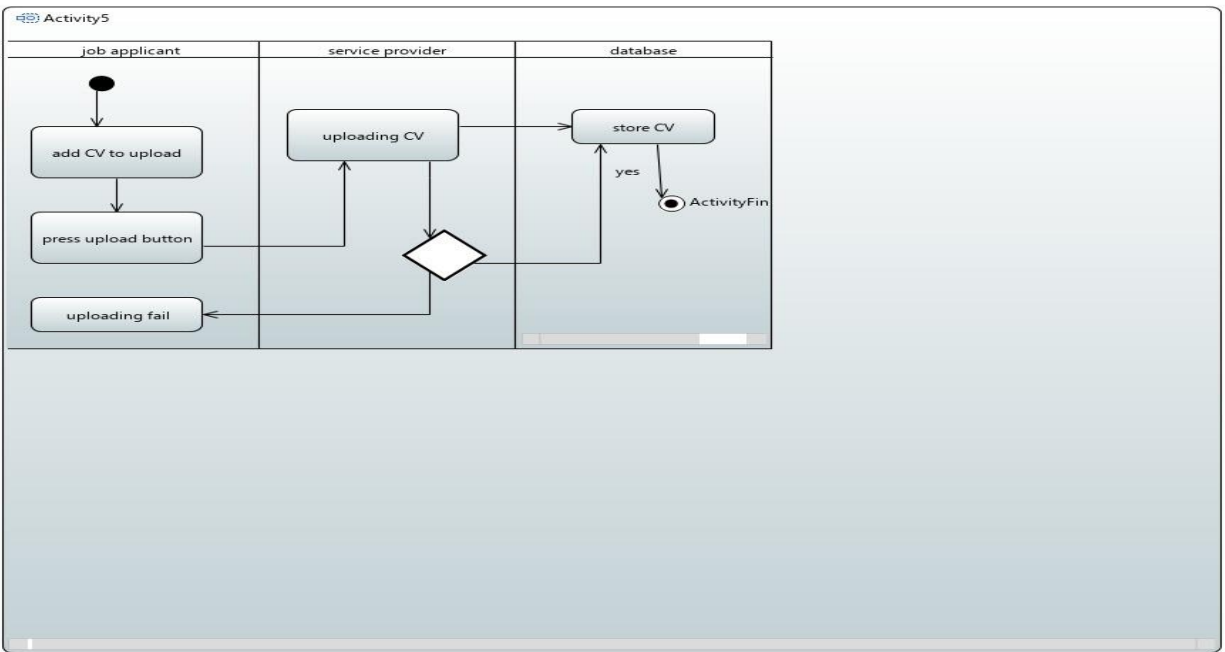 Activity5
job applicant
service provider
database
add CV to upload
uploading CV
store CV
yes
ActivityFin
press upload button
uploading fail